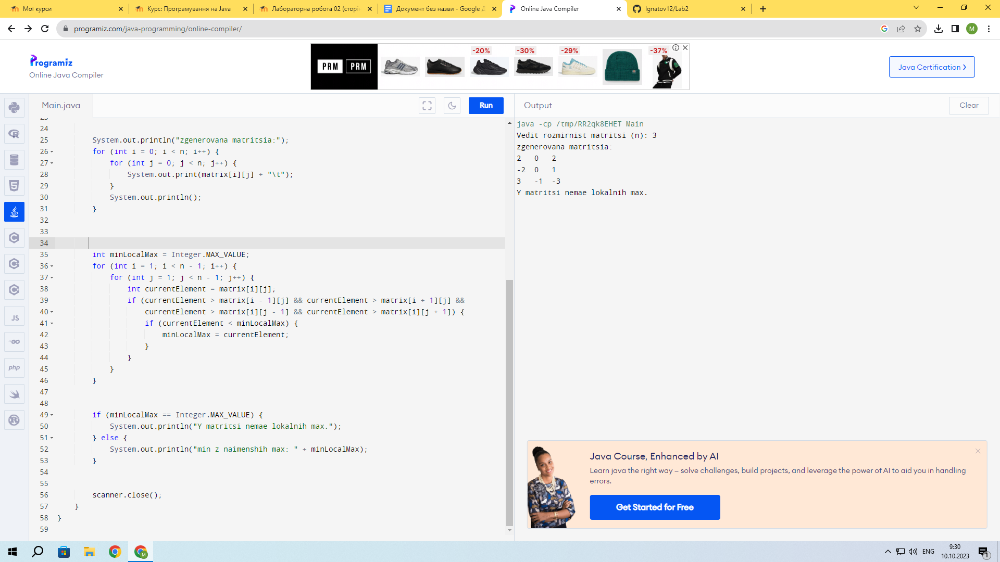 Мої курси
Курс: Програмування на Java
Лабораторна робота 02 (сторін
Документ без назви - Google Д
Online Java Compiler
Ignatov12/Lab2
programiz.com/java-programming/online-compiler/
M
Programiz
Online Java Compiler
PRM PRM
-20%
-30%
-29%
-37%
Java Certification ❯
Main.java
Run
Output
Clear
24
25 System.out.println("zgenerovana matritsia:");
26 for (int i = 0; i < n; i++) {
27 for (int j = 0; j < n; j++) {
28 System.out.print(matrix[i][j] + "\t");
29 }
30 System.out.println();
31 }
32
33
34
35 int minLocalMax = Integer.MAX_VALUE;
36 for (int i = 1; i < n - 1; i++) {
37 for (int j = 1; j < n - 1; j++) {
38 int currentElement = matrix[i][j];
39 if (currentElement > matrix[i - 1][j] && currentElement > matrix[i + 1][j] &&
40 currentElement > matrix[i][j - 1] && currentElement > matrix[i][j + 1]) {
41 if (currentElement < minLocalMax) {
42 minLocalMax = currentElement;
43 }
44 }
45 }
46 }
47
48
49 if (minLocalMax == Integer.MAX_VALUE) {
50 System.out.println("Y matritsi nemae lokalnih max.");
51 } else {
52 System.out.println("min z naimenshih max: " + minLocalMax);
53 }
54
55
56 scanner.close();
57 }
58 }
59
java -cp /tmp/RR2qk8EHET Main
Vedit rozmirnist matritsi (n): 3
zgenerovana matritsia:
2 0 2
-2 0 1
3 -1 -3
Y matritsi nemae lokalnih max.
JS
GO
php
Java Course, Enhanced by AI
Learn java the right way – solve challenges, build projects, and leverage the power of AI to aid you in handling
errors.
Get Started for Free
M
ENG
9:30
10.10.2023
1